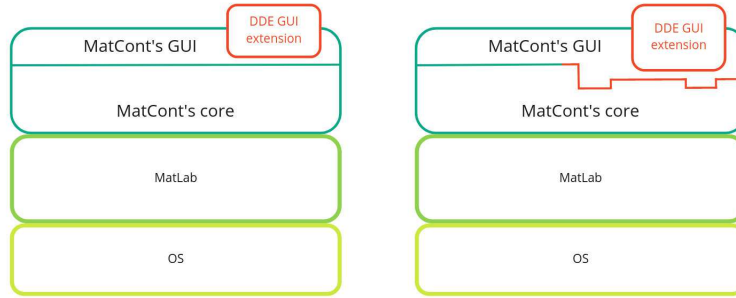 DDE GUI
extension
MatCont's GUI
MatCont's core
MatLab
OS
DDE GUI
extension
MatCont's GUI
MatCont's core
MatLab
OS